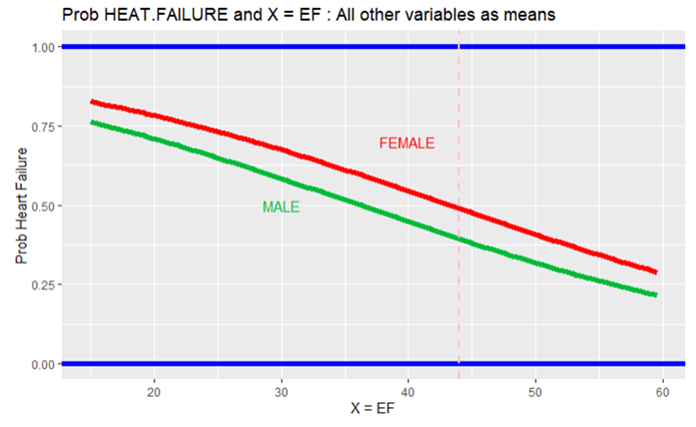 Prob HEAT.FAILURE and X = EF : All other variables as means
Prob Heart Failure
1.00
0.75
0.50
0.25
0.00
FEMALE
MALE
20 30 40 50 60
X = EF